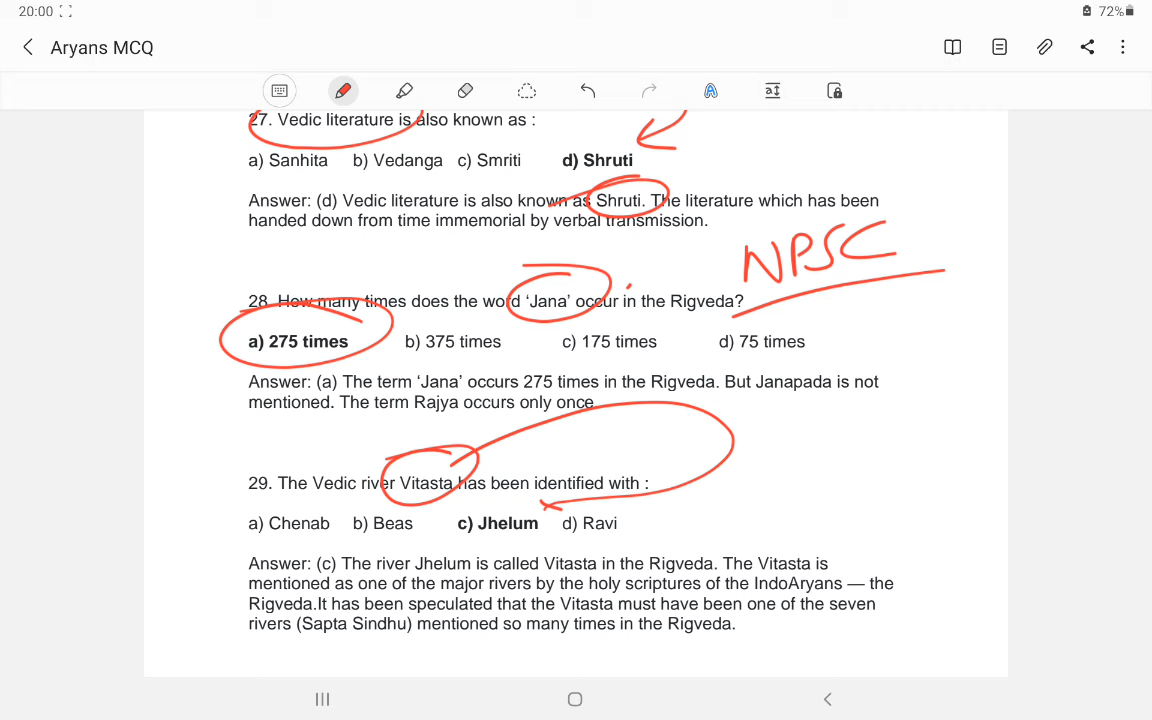 20:00
72%
Aryans MCQ
27. Vedic literature is also known as :
a) Sanhita b) Vedanga c) Smriti d) Shruti
Answer: (d) Vedic literature is also known as Shruti. The literature which has been
handed down from time immemorial by verbal transmission.
NPSC
28. How many times does the word ‘Jana’ occur in the Rigveda?
a) 275 times b) 375 times c) 175 times d) 75 times
Answer: (a) The term ‘Jana’ occurs 275 times in the Rigveda. But Janapada is not
mentioned. The term Rajya occurs only once.
29. The Vedic river Vitasta has been identified with :
a) Chenab b) Beas c) Jhelum d) Ravi
Answer: (c) The river Jhelum is called Vitasta in the Rigveda. The Vitasta is
mentioned as one of the major rivers by the holy scriptures of the IndoAryans — the
Rigveda.It has been speculated that the Vitasta must have been one of the seven
rivers (Sapta Sindhu) mentioned so many times in the Rigveda.